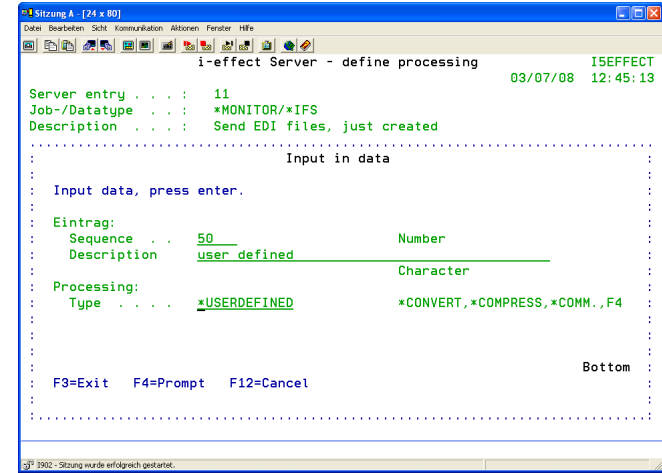 Sitzung A - [24 x 80]
Datei Bearbeiten Sicht Kommunikation Aktionen Fenster Hilfe
i-effect Server - define processing I5EFFECT
03/07/08 12:45:13
Server entry . . . : 11
Job-/Datatype . . : *MONITOR/*IFS
Description . . . : Send EDI files, just created
Input in data
Input data, press enter.
Eintrag:
Sequence . . 50 Number
Description user defined
Character
Processing:
Type . . . . *USERDEFINED *CONVERT,*COMPRESS,*COMM.,F4
Bottom
F3=Exit F4=Prompt F12=Cancel
I902 - Sitzung wurde erfolgreich gestartet.